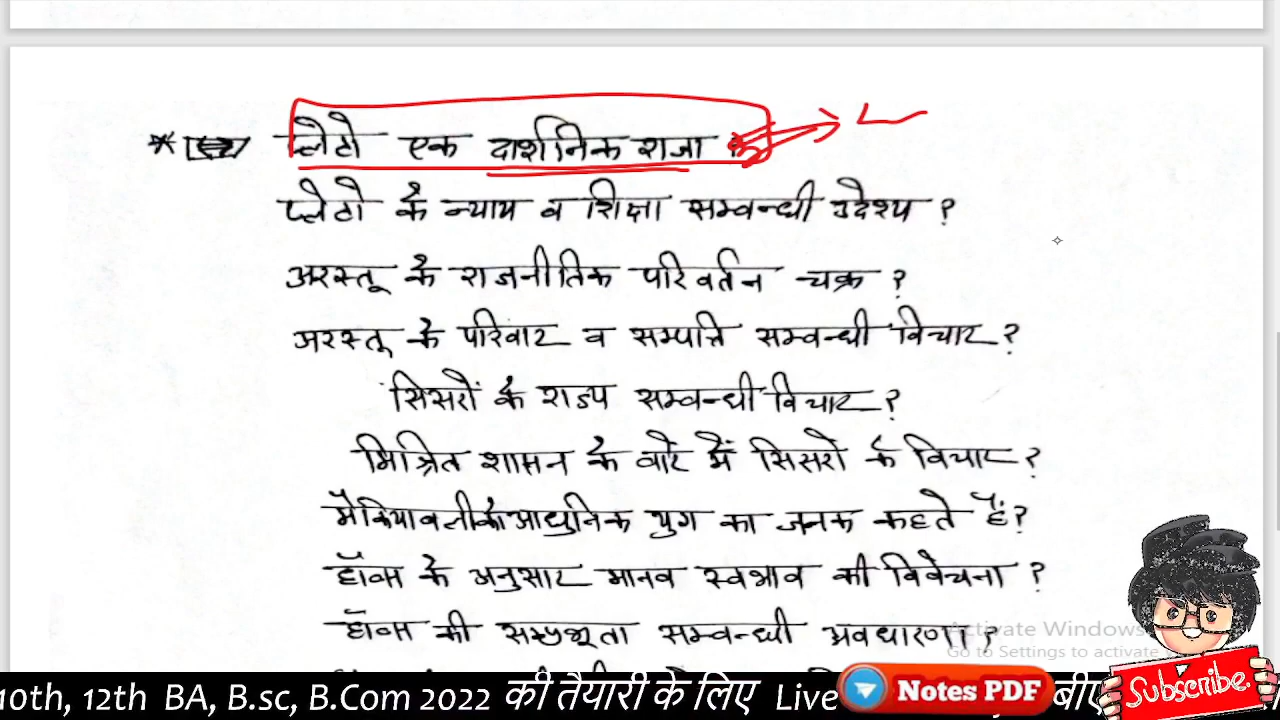 प्लेटो एक दार्शनिक राजा
प्लेटो के न्याय व शिक्षा सम्बन्धी उदेश्य ?
अरस्तू के राजनीतिक परिवर्तन चक्र ?
अरस्तू के परिवार व सम्पत्ति सम्बन्धी विचार ?
सिसरों के राज्य सम्बन्धी विचार ?
मिश्रित शासन के वारे में सिसरो के विचार ?
मैकियावलीको आधुनिक युग का जनक कहते हैं ?
हॉब्स के अनुसार मानव स्वभाव की विवेचना ?
हॉब्स की सम्प्रभूता सम्बन्धी अवधारणा ?
Activate Windows
Go to Settings to activate
10th, 12th BA, B.sc, B.Com 2022 की तैयारी के लिए Live
Notes PDF
Subscribe